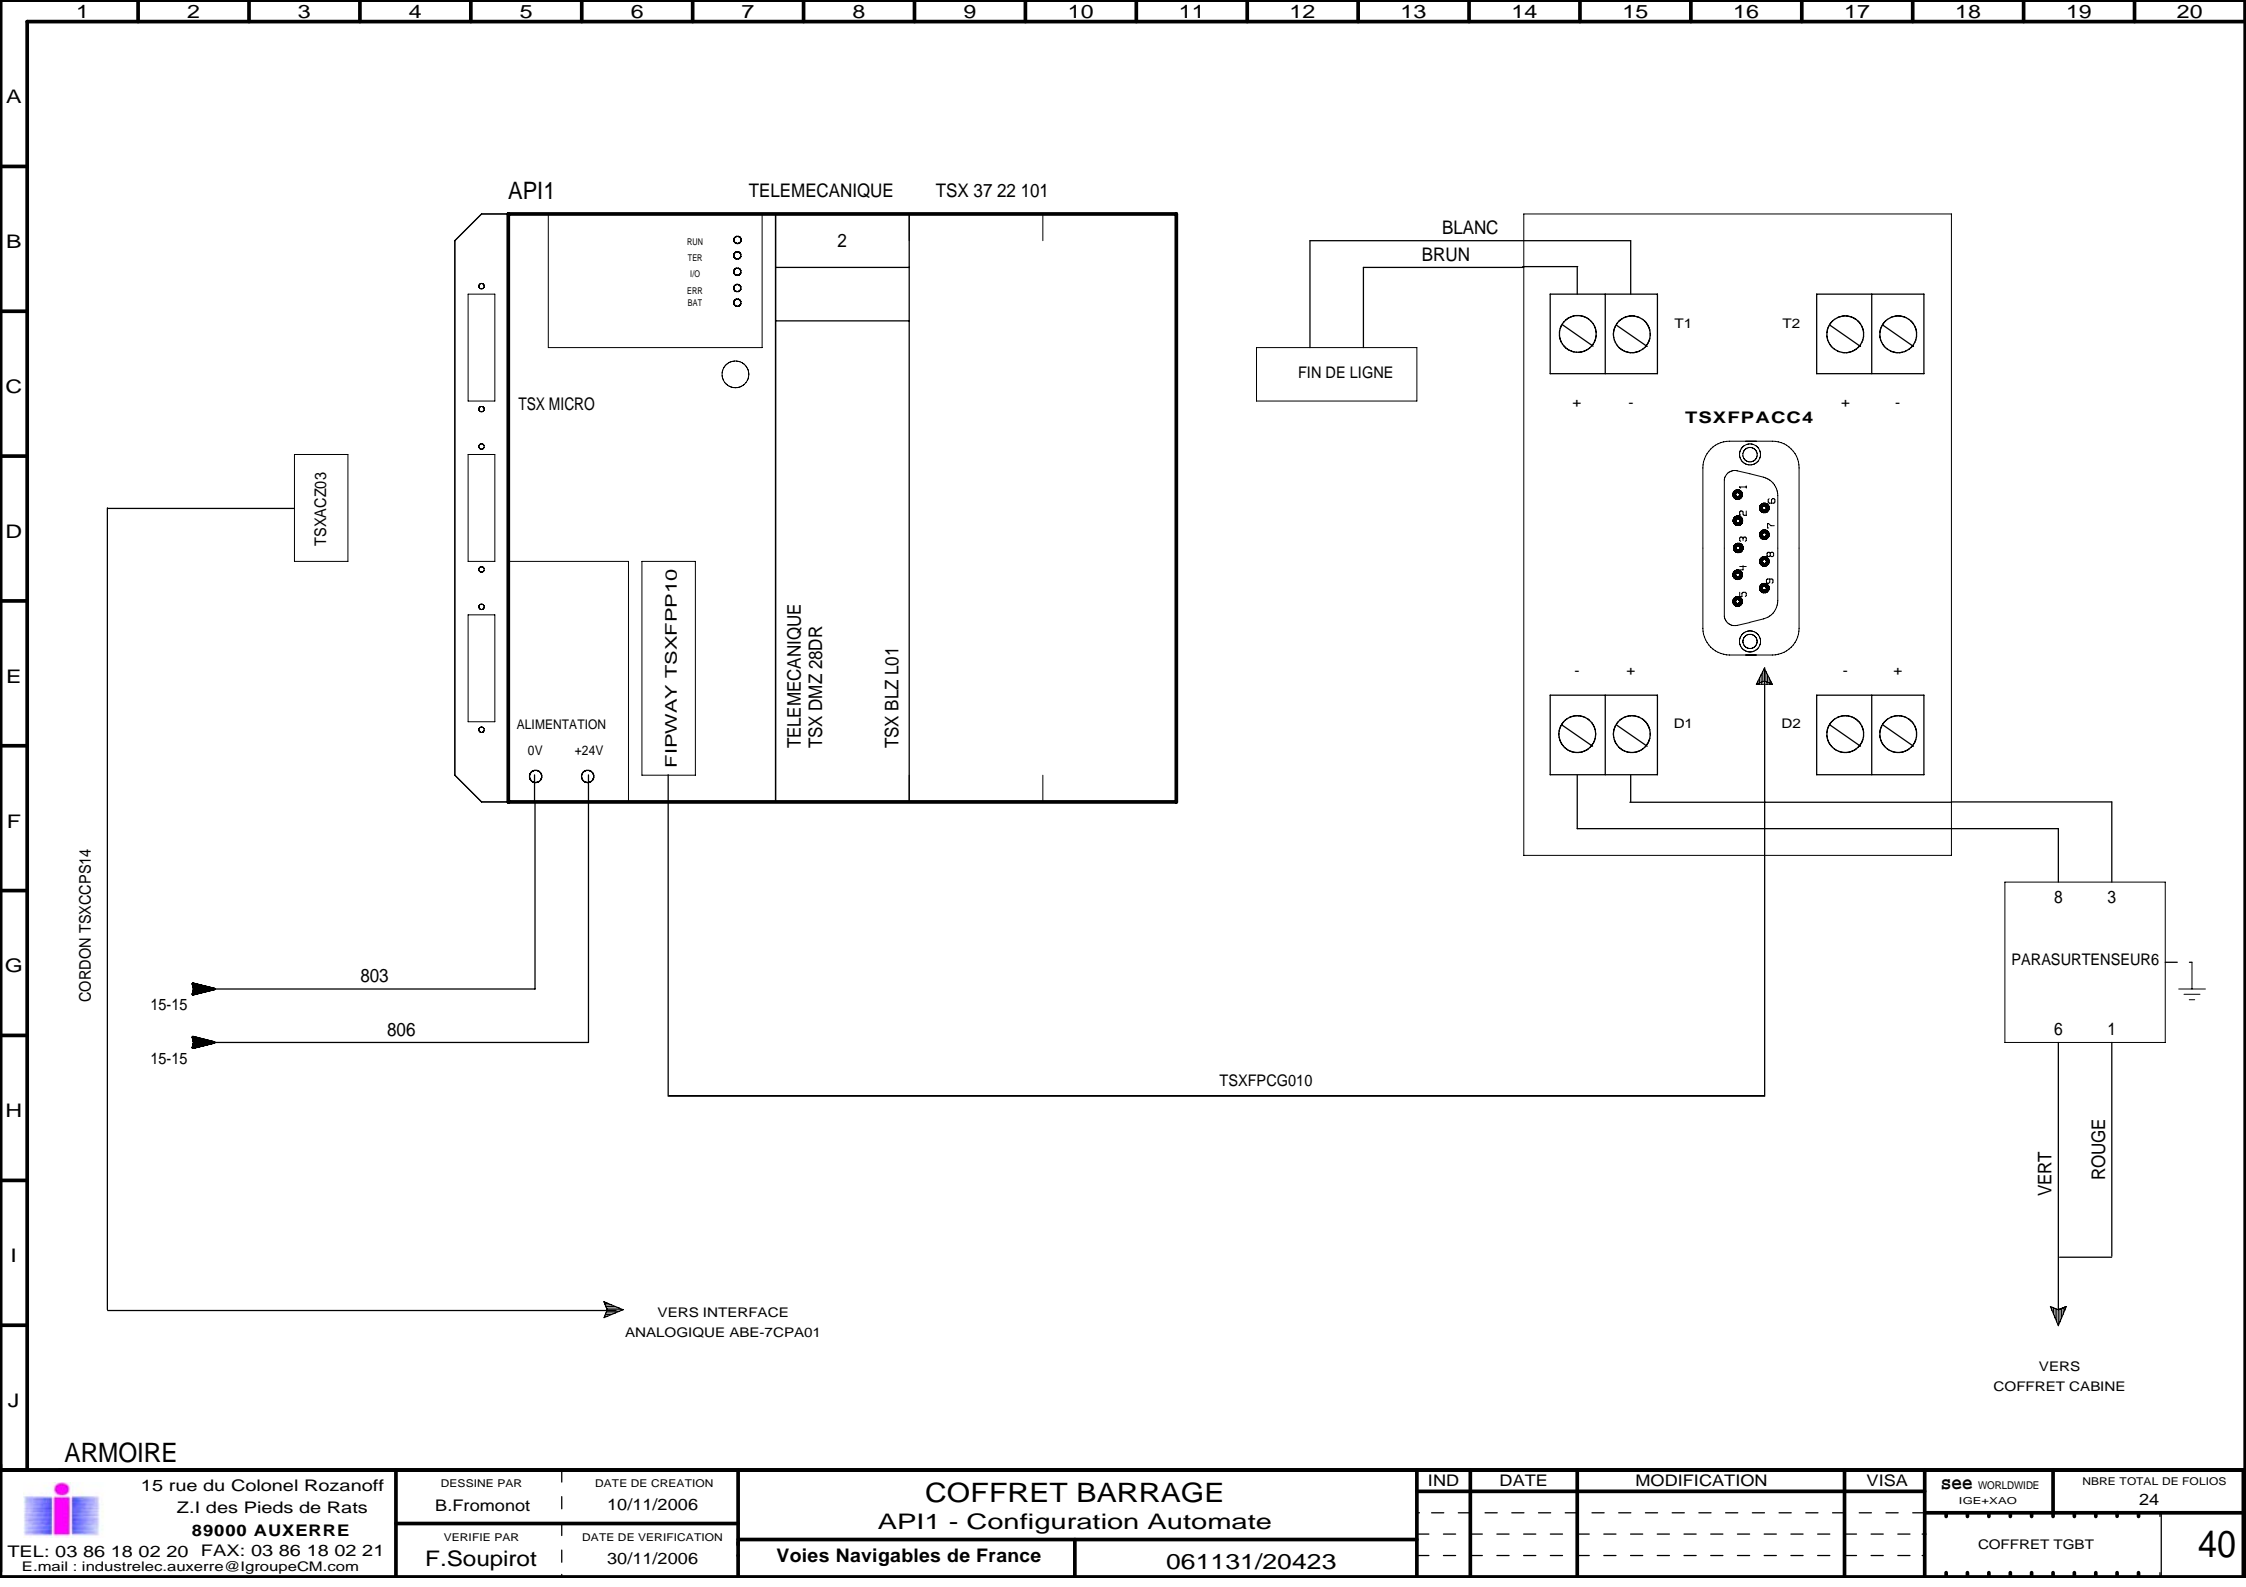 1 2 3 4 5 6 7 8 9 10 11 12 13 14 15 16 17 18 19 20
A
B
C
D
E
F
G
H
I
J
API1 TELEMECANIQUE TSX 37 22 101
RUN
TER
I/O
ERR
BAT
2
TSX MICRO
TSXACZ03
ALIMENTATION
0V +24V
FIPWAY TSXFPP10
TELEMECANIQUE
TSX DMZ 28DR
TSX BLZ L01
CORDON TSXCCPS14
803
15-15
806
15-15
VERS INTERFACE
ANALOGIQUE ABE-7CPA01
BLANC
BRUN
FIN DE LIGNE
T1 T2
+ - + -
TSXFPACC4
1
2
3
4
5
6
7
8
9
- + - +
D1 D2
TSXFPCG010
8 3
PARASURTENSEUR6
6 1
VERT
ROUGE
VERS
COFFRET CABINE
ARMOIRE
15 rue du Colonel Rozanoff
Z.I des Pieds de Rats
89000 AUXERRE
TEL: 03 86 18 02 20 FAX: 03 86 18 02 21
E.mail : industrelec.auxerre@IgroupeCM.com
DESSINE PAR
B.Fromonot
DATE DE CREATION
10/11/2006
VERIFIE PAR
F.Soupirot
DATE DE VERIFICATION
30/11/2006
COFFRET BARRAGE
API1 - Configuration Automate
Voies Navigables de France
061131/20423
IND DATE MODIFICATION VISA
see WORLDWIDE
IGE+XAO
NBRE TOTAL DE FOLIOS
24
COFFRET TGBT
40